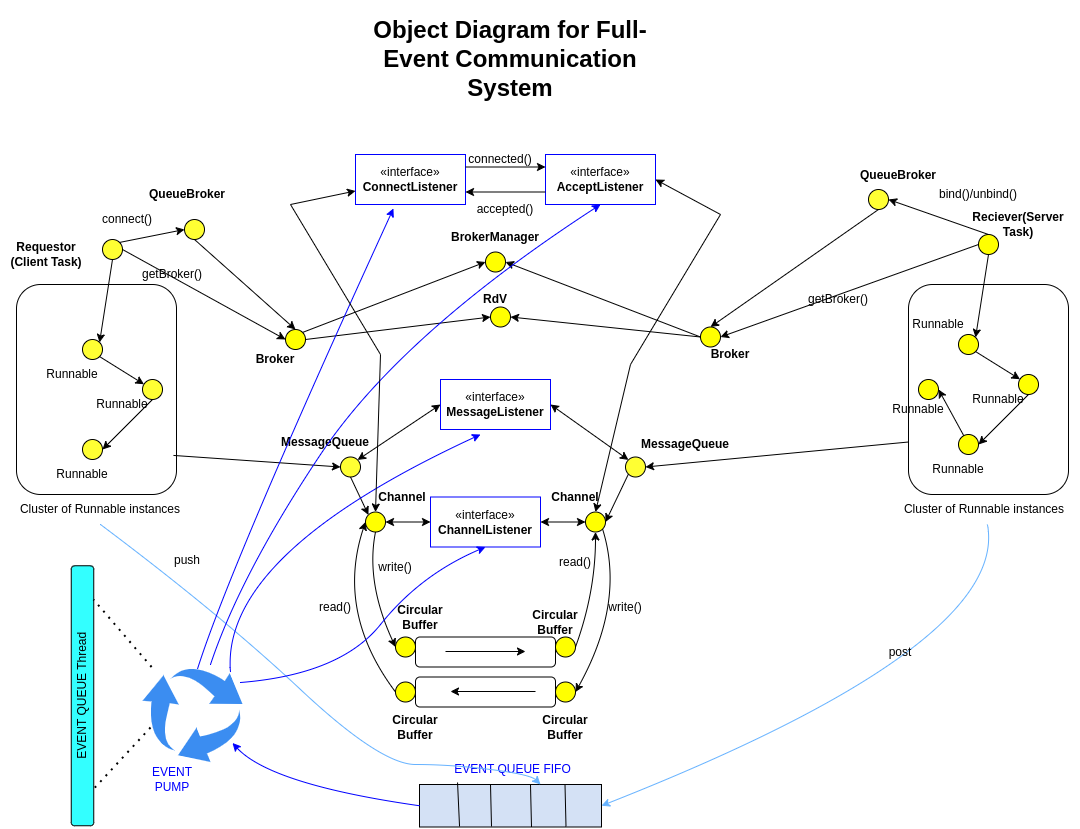 Object Diagram for Full-
Event Communication
System
«interface»
ConnectListener
connected()
«interface»
AcceptListener
accepted()
QueueBroker
connect()
Requestor
(Client Task)
getBroker()
BrokerManager
RdV
Broker
QueueBroker
bind()/unbind()
Reciever(Server
Task)
getBroker()
Broker
Runnable
Runnable
Runnable
Cluster of Runnable instances
Runnable
Runnable
Runnable
Runnable
Cluster of Runnable instances
«interface»
MessageListener
MessageQueue
MessageQueue
Channel
Channel
«interface»
ChannelListener
push
write()
read()
read()
write()
Circular
Buffer
Circular
Buffer
Circular
Buffer
Circular
Buffer
post
EVENT QUEUE Thread
EVENT
PUMP
EVENT QUEUE FIFO